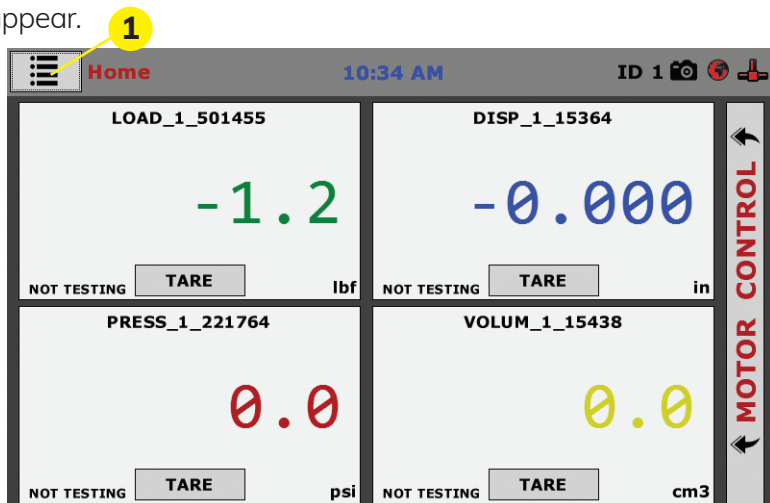 appear.
1
Home 10:34 AM ID 1
LOAD_1_501455
-1.2
NOT TESTING TARE lbf
DISP_1_15364
-0.000
NOT TESTING TARE in
PRESS_1_221764
0.0
NOT TESTING TARE psi
VOLUM_1_15438
0.0
NOT TESTING TARE cm3
MOTOR CONTROL